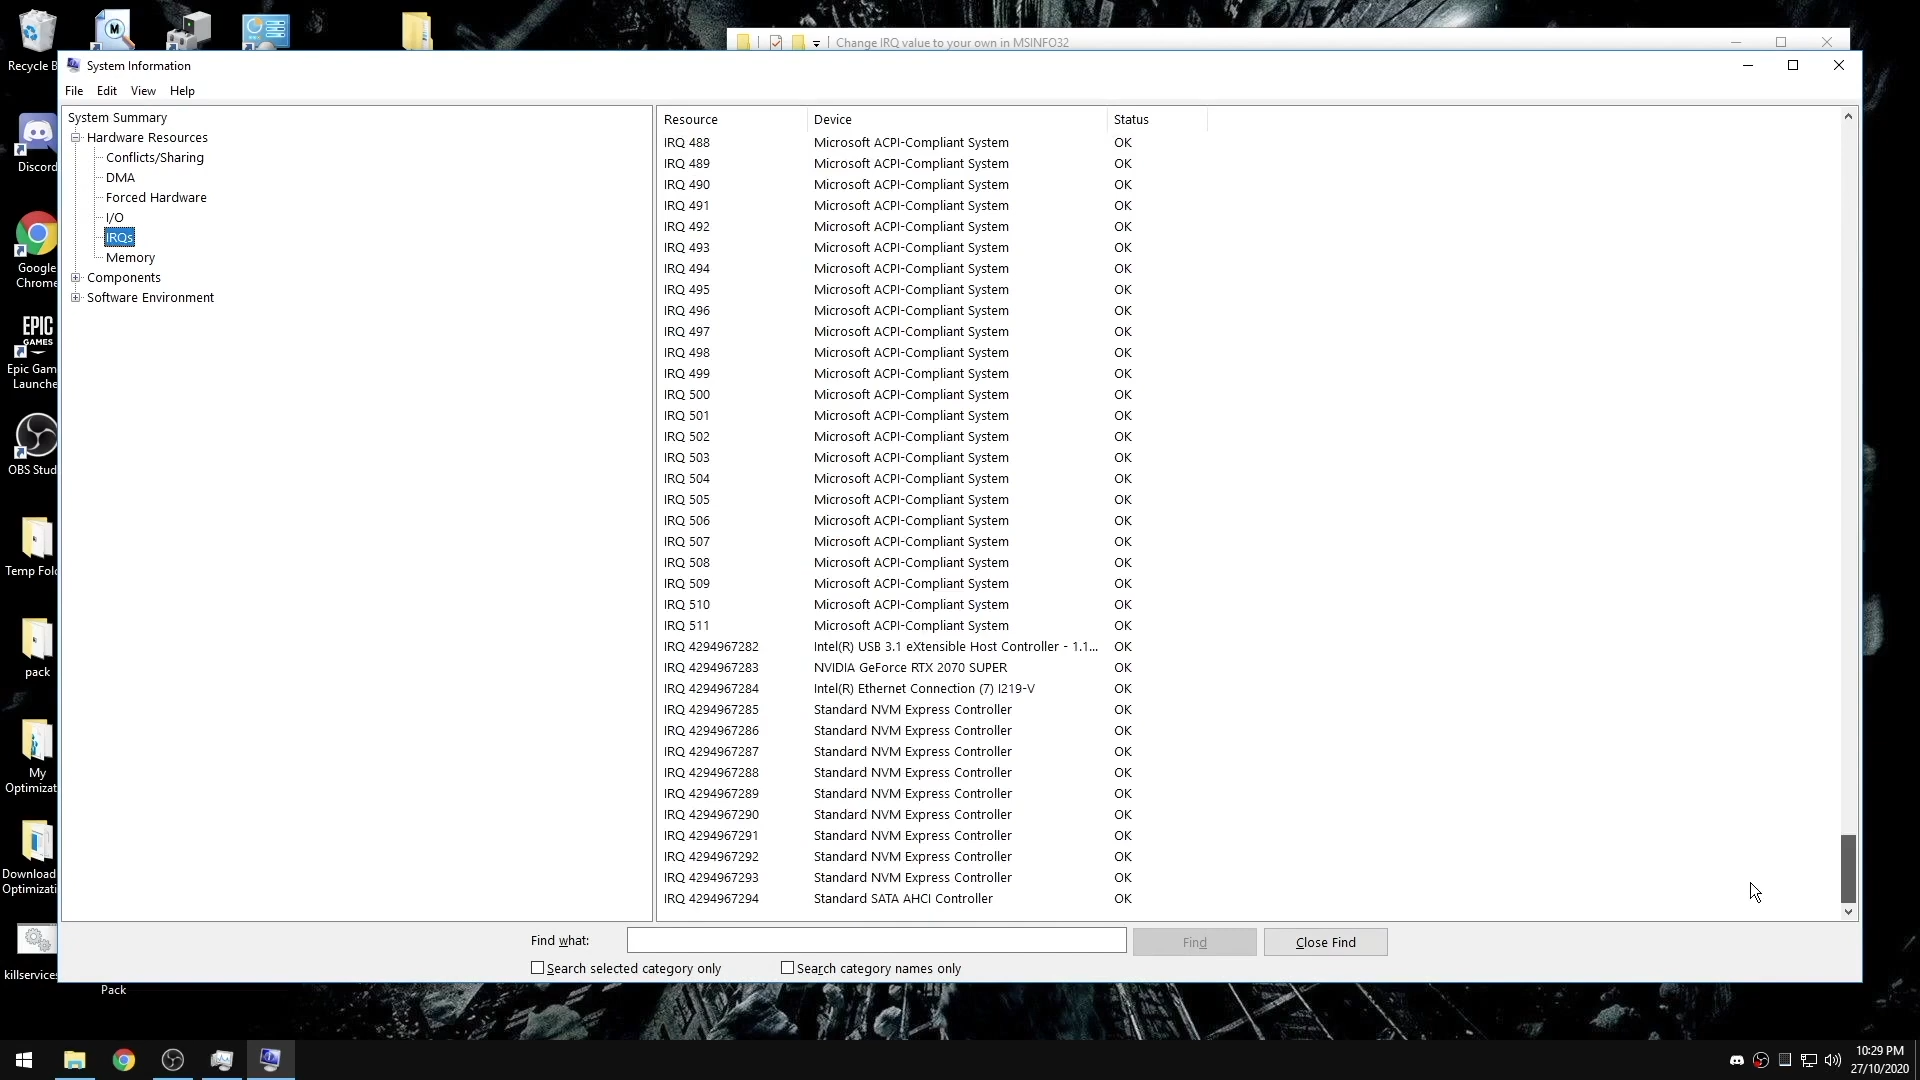 Recycle B
Change IRQ value to your own in MSINFO32
System Information
File Edit View Help
System Summary
Hardware Resources
Conflicts/Sharing
DMA
Forced Hardware
I/O
IRQs
Memory
Components
Software Environment
Resource Device Status
IRQ 488 Microsoft ACPI-Compliant System OK
IRQ 489 Microsoft ACPI-Compliant System OK
IRQ 490 Microsoft ACPI-Compliant System OK
IRQ 491 Microsoft ACPI-Compliant System OK
IRQ 492 Microsoft ACPI-Compliant System OK
IRQ 493 Microsoft ACPI-Compliant System OK
IRQ 494 Microsoft ACPI-Compliant System OK
IRQ 495 Microsoft ACPI-Compliant System OK
IRQ 496 Microsoft ACPI-Compliant System OK
IRQ 497 Microsoft ACPI-Compliant System OK
IRQ 498 Microsoft ACPI-Compliant System OK
IRQ 499 Microsoft ACPI-Compliant System OK
IRQ 500 Microsoft ACPI-Compliant System OK
IRQ 501 Microsoft ACPI-Compliant System OK
IRQ 502 Microsoft ACPI-Compliant System OK
IRQ 503 Microsoft ACPI-Compliant System OK
IRQ 504 Microsoft ACPI-Compliant System OK
IRQ 505 Microsoft ACPI-Compliant System OK
IRQ 506 Microsoft ACPI-Compliant System OK
IRQ 507 Microsoft ACPI-Compliant System OK
IRQ 508 Microsoft ACPI-Compliant System OK
IRQ 509 Microsoft ACPI-Compliant System OK
IRQ 510 Microsoft ACPI-Compliant System OK
IRQ 511 Microsoft ACPI-Compliant System OK
IRQ 4294967282 Intel(R) USB 3.1 eXtensible Host Controller - 1.1... OK
IRQ 4294967283 NVIDIA GeForce RTX 2070 SUPER OK
IRQ 4294967284 Intel(R) Ethernet Connection (7) I219-V OK
IRQ 4294967285 Standard NVM Express Controller OK
IRQ 4294967286 Standard NVM Express Controller OK
IRQ 4294967287 Standard NVM Express Controller OK
IRQ 4294967288 Standard NVM Express Controller OK
IRQ 4294967289 Standard NVM Express Controller OK
IRQ 4294967290 Standard NVM Express Controller OK
IRQ 4294967291 Standard NVM Express Controller OK
IRQ 4294967292 Standard NVM Express Controller OK
IRQ 4294967293 Standard NVM Express Controller OK
IRQ 4294967294 Standard SATA AHCI Controller OK
Find what: Find Close Find
Search selected category only Search category names only
Discord
Google
Chrome
EPIC
GAMES
Epic Gam
Launche
OBS Stud
Temp Fol
pack
My
Optimizat
Download
Optimizati
killservices
Pack
10:29 PM
27/10/2020